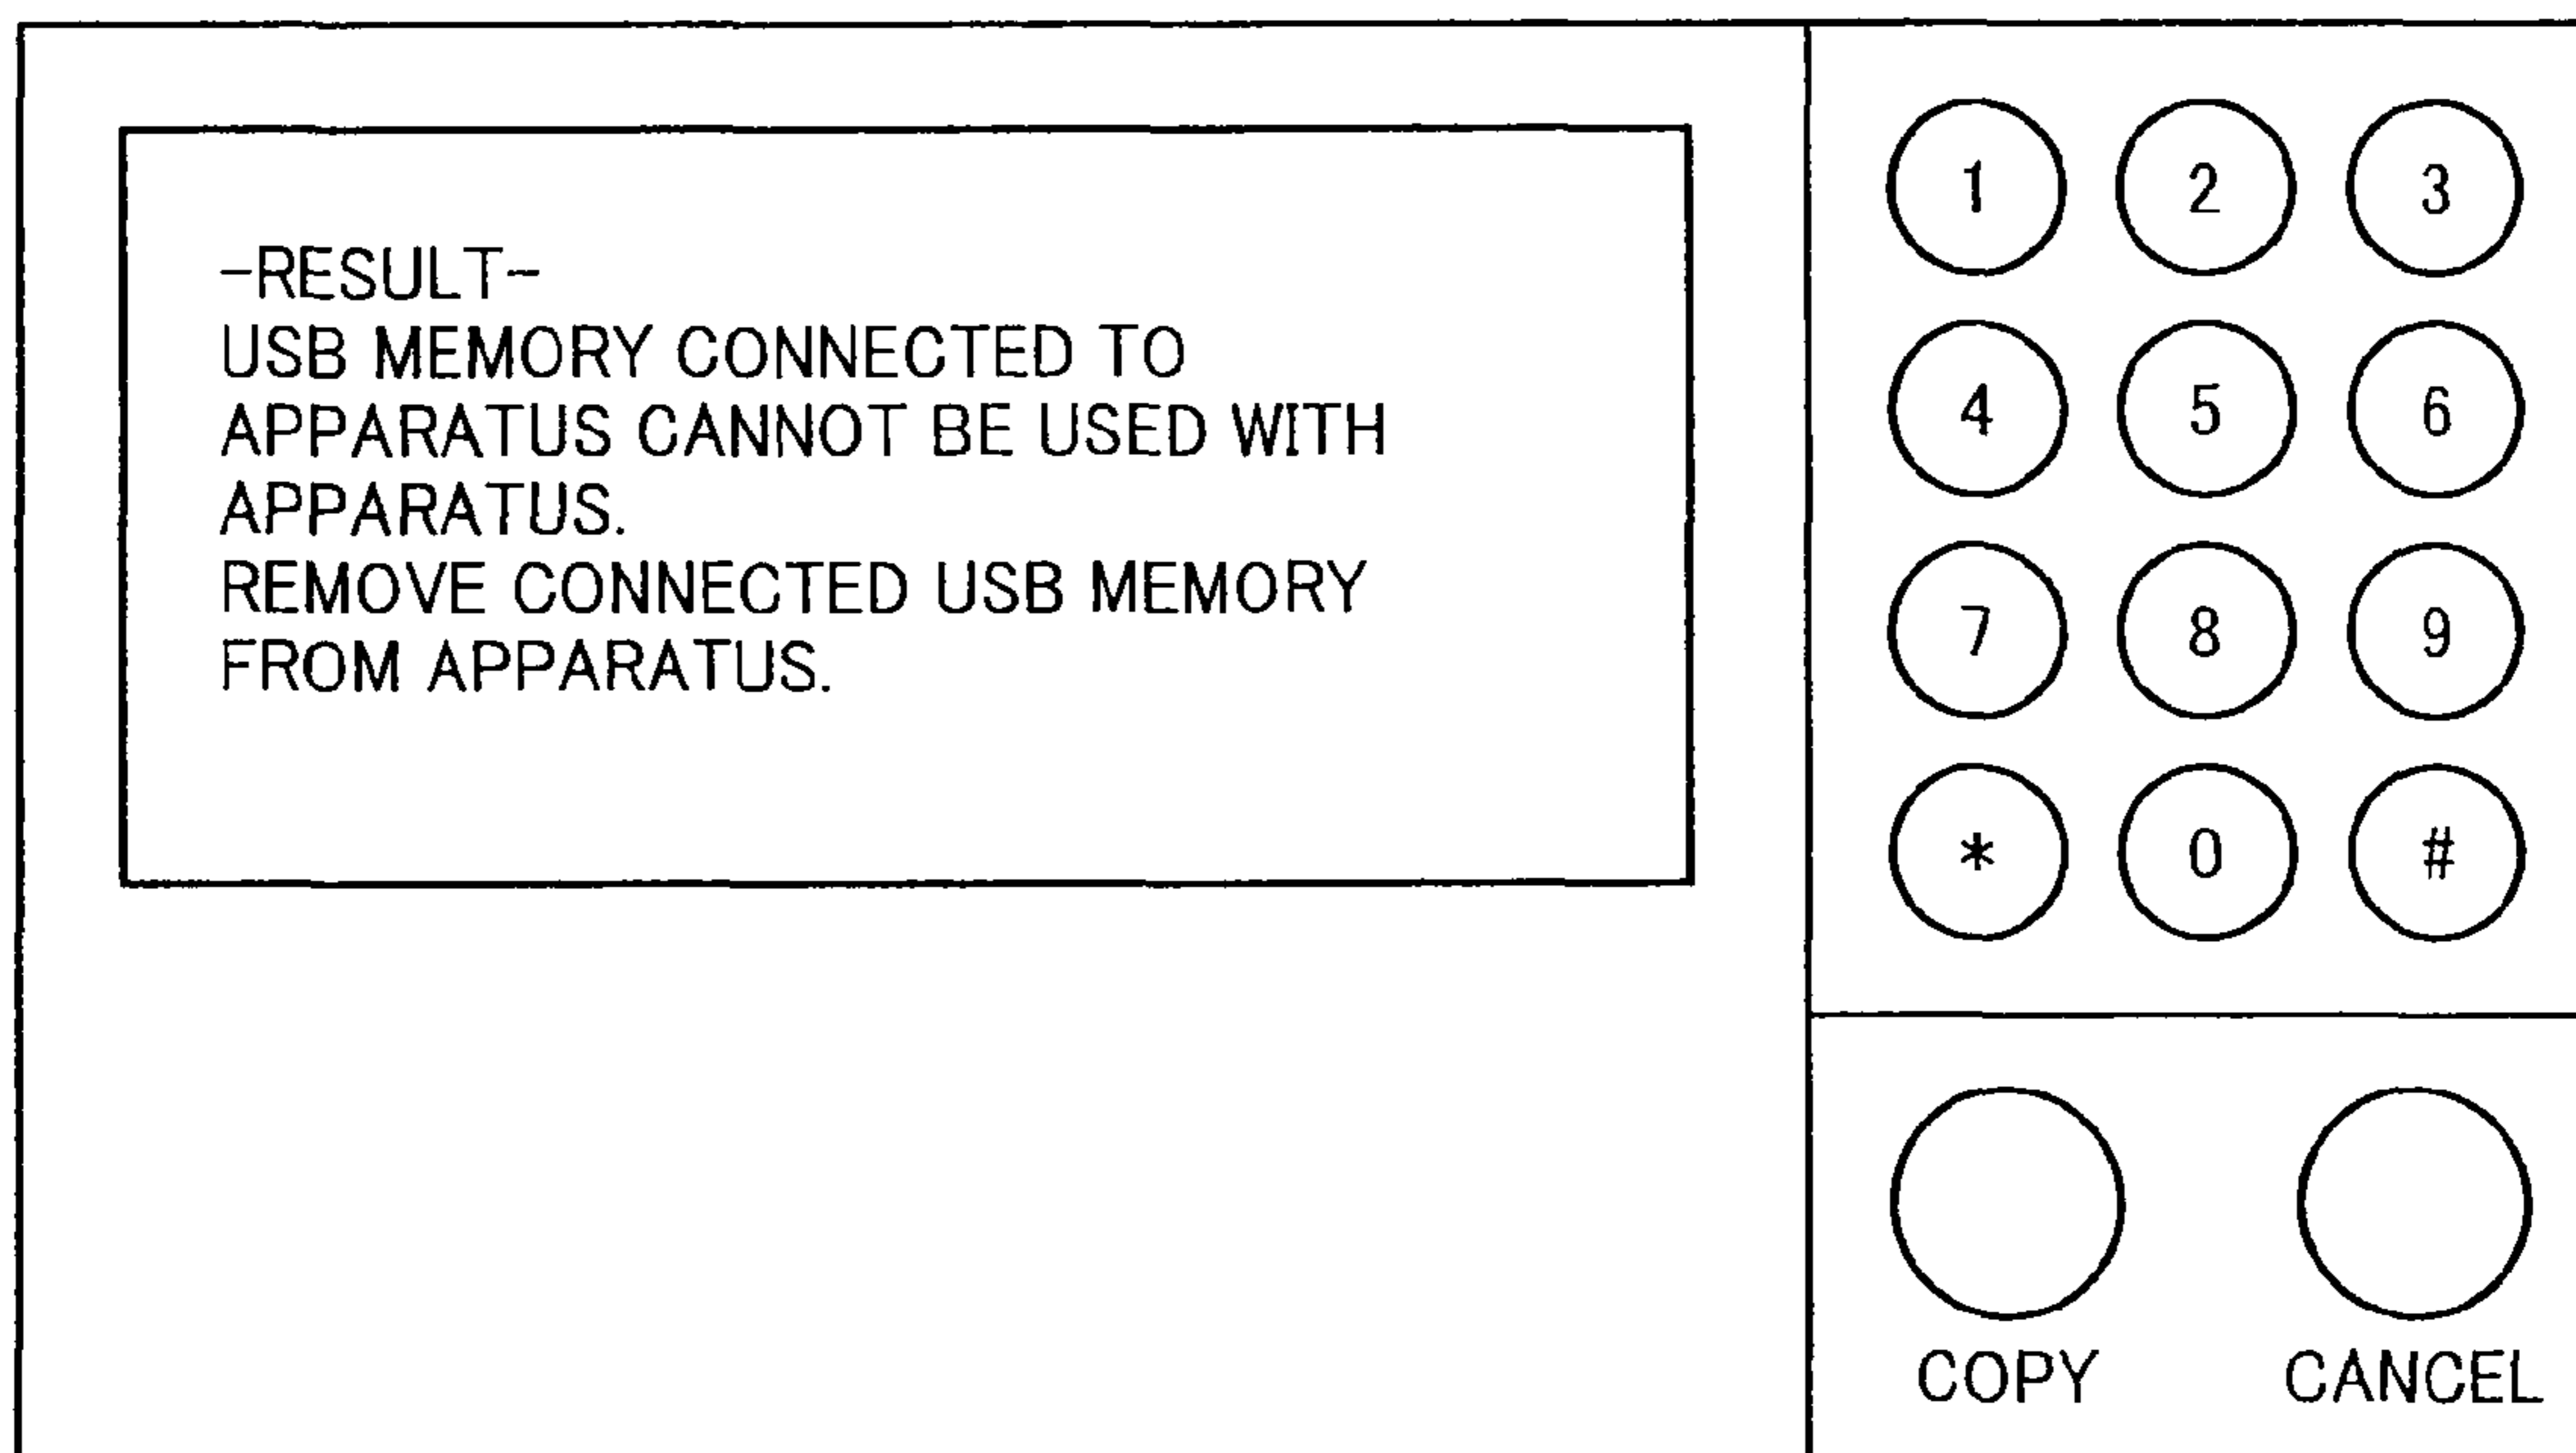 -RESULT-
USB MEMORY CONNECTED TO
APPARATUS CANNOT BE USED WITH
APPARATUS.
REMOVE CONNECTED USB MEMORY
FROM APPARATUS.
1 2 3
4 5 6
7 8 9
* 0 #
COPY CANCEL